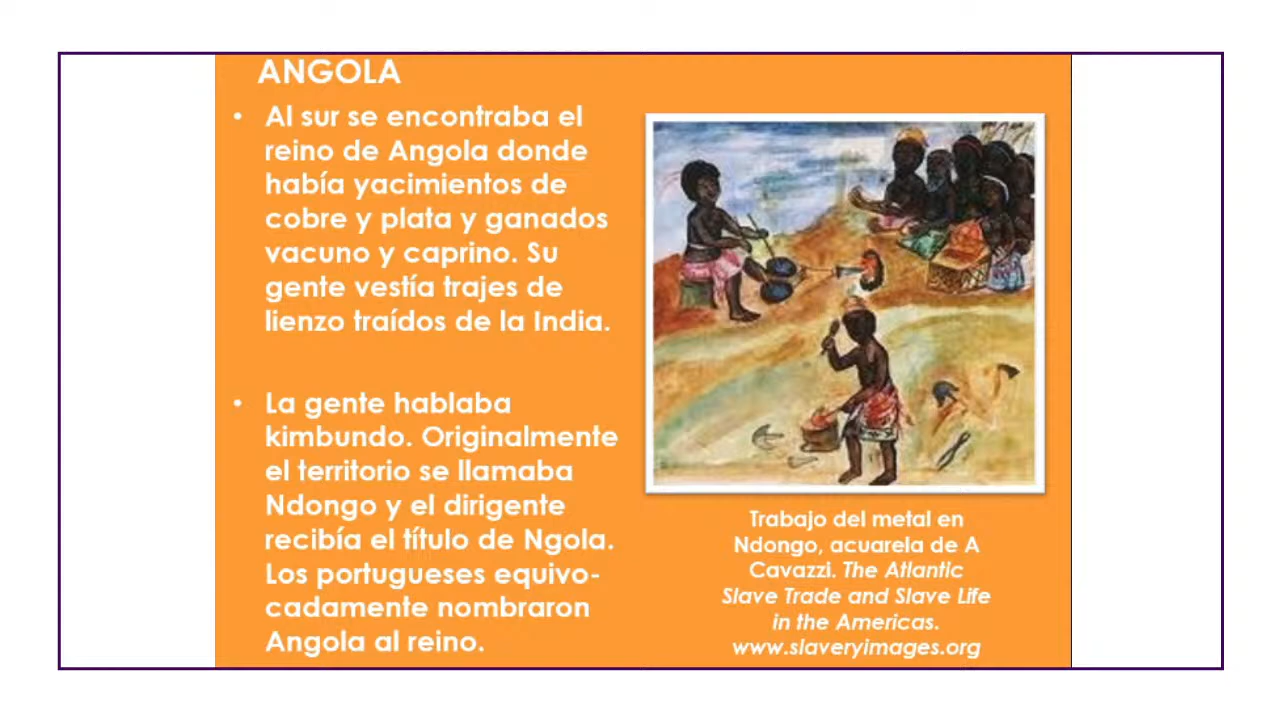 ANGOLA
• Al sur se encontraba el
reino de Angola donde
había yacimientos de
cobre y plata y ganados
vacuno y caprino. Su
gente vestía trajes de
lienzo traídos de la India.
• La gente hablaba
kimbundo. Originalmente
el territorio se llamaba
Ndongo y el dirigente
recibía el título de Ngola.
Los portugueses equivo-
cadamente nombraron
Angola al reino.
Trabajo del metal en
Ndongo, acuarela de A
Cavazzi. The Atlantic
Slave Trade and Slave Life
in the Americas.
www.slaveryimages.org